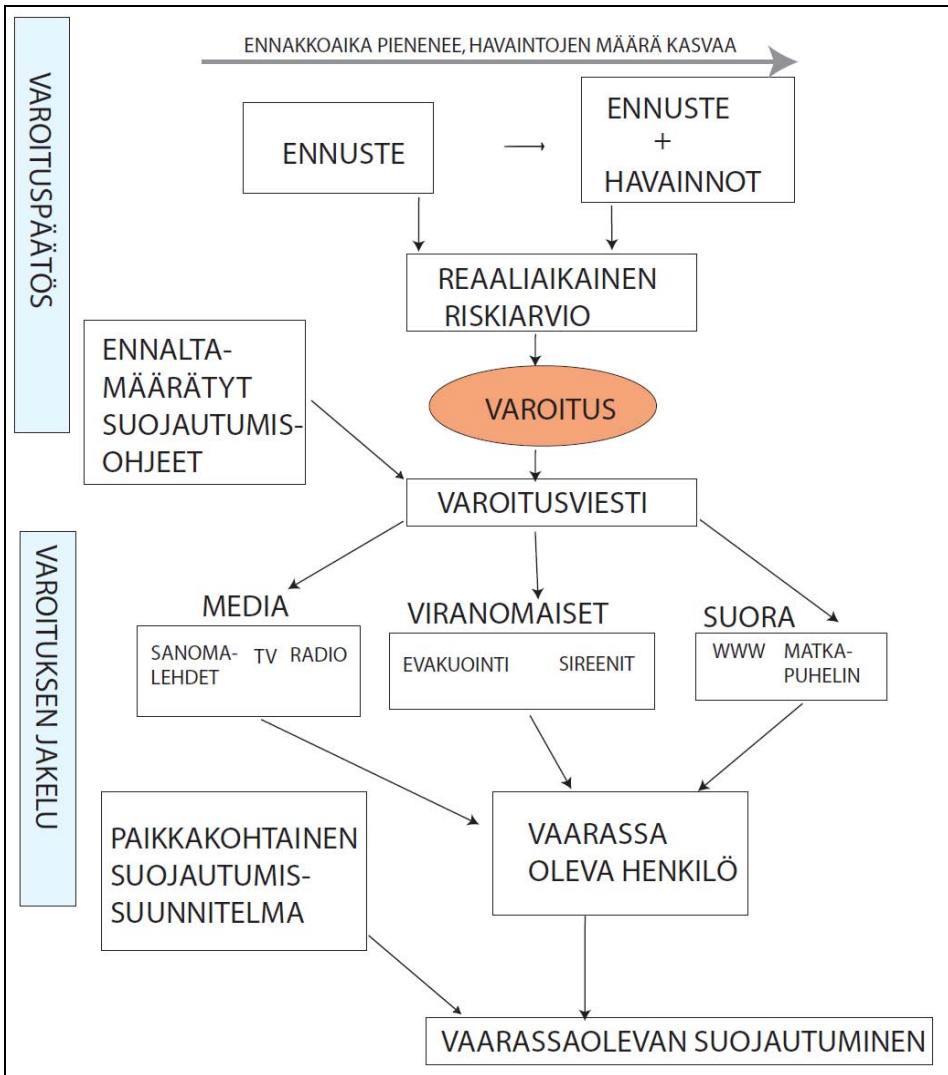 ENNAKKOAIKA PIENENEE, HAVAINTOJEN MÄÄRÄ KASVAA
VAROITUSPÄÄTÖS
ENNUSTE
ENNUSTE
+
HAVAINNOT
REAALIAIKAINEN
RISKIARVIO
ENNALTA-
MÄÄRÄTYT
SUOJAUTUMIS-
OHJEET
VAROITUS
VAROITUSVIESTI
VAROITUKSEN JAKELU
MEDIA
SANOMA-
LEHDET
TV
RADIO
VIRANOMAISET
EVAKUOINTI
SIREENIT
SUORA
WWW
MATKA-
PUHELIN
PAIKKAKOHTAINEN
SUOJAUTUMIS-
SUUNNITELMA
VAARASSA
OLEVA HENKILÖ
VAARASSAOLEVAN SUOJAUTUMINEN